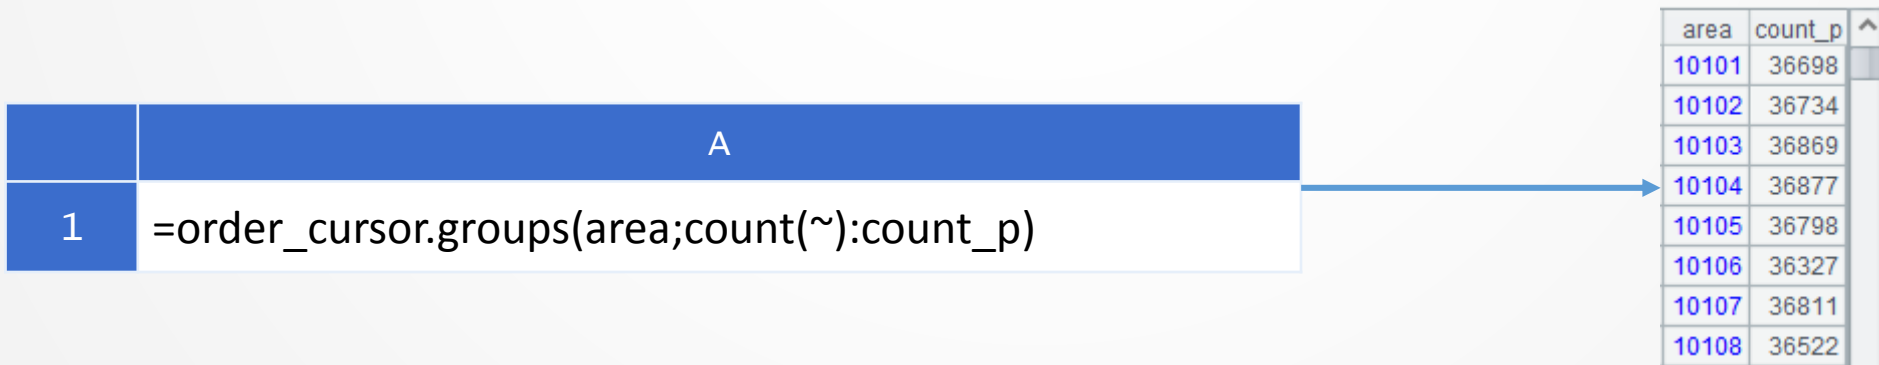 A
1 =order_cursor.groups(area;count(~):count_p)
area count_p
10101 36698
10102 36734
10103 36869
10104 36877
10105 36798
10106 36327
10107 36811
10108 36522